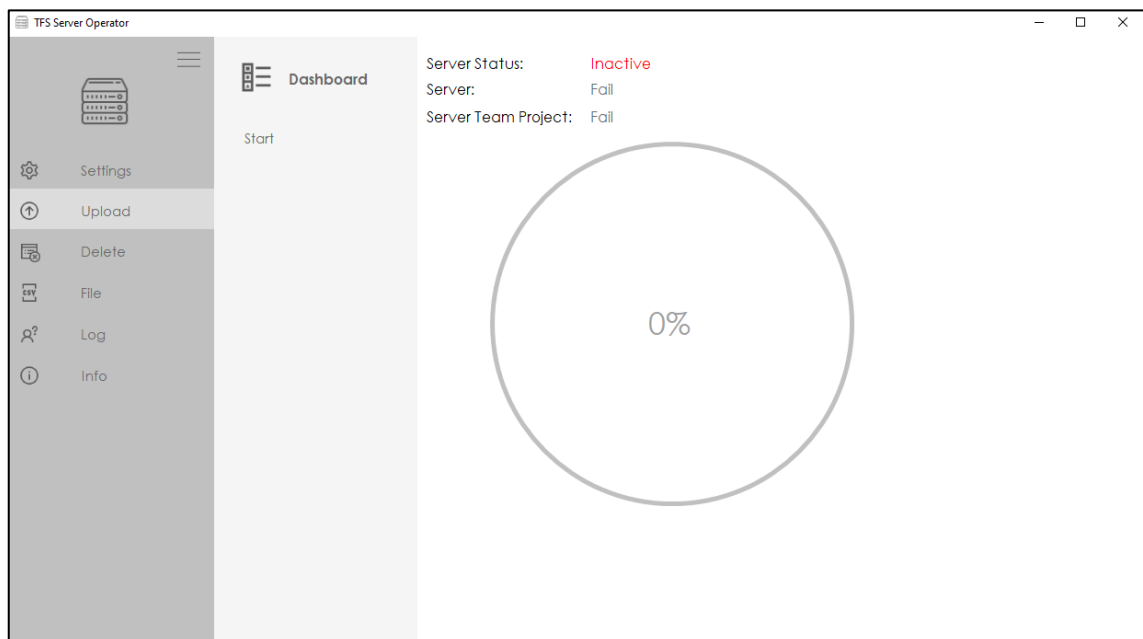 TFS Server Operator
Settings
Upload
Delete
CSV
File
Log
Info
Dashboard
Start
Server Status: Inactive
Server: Fail
Server Team Project: Fail
0%